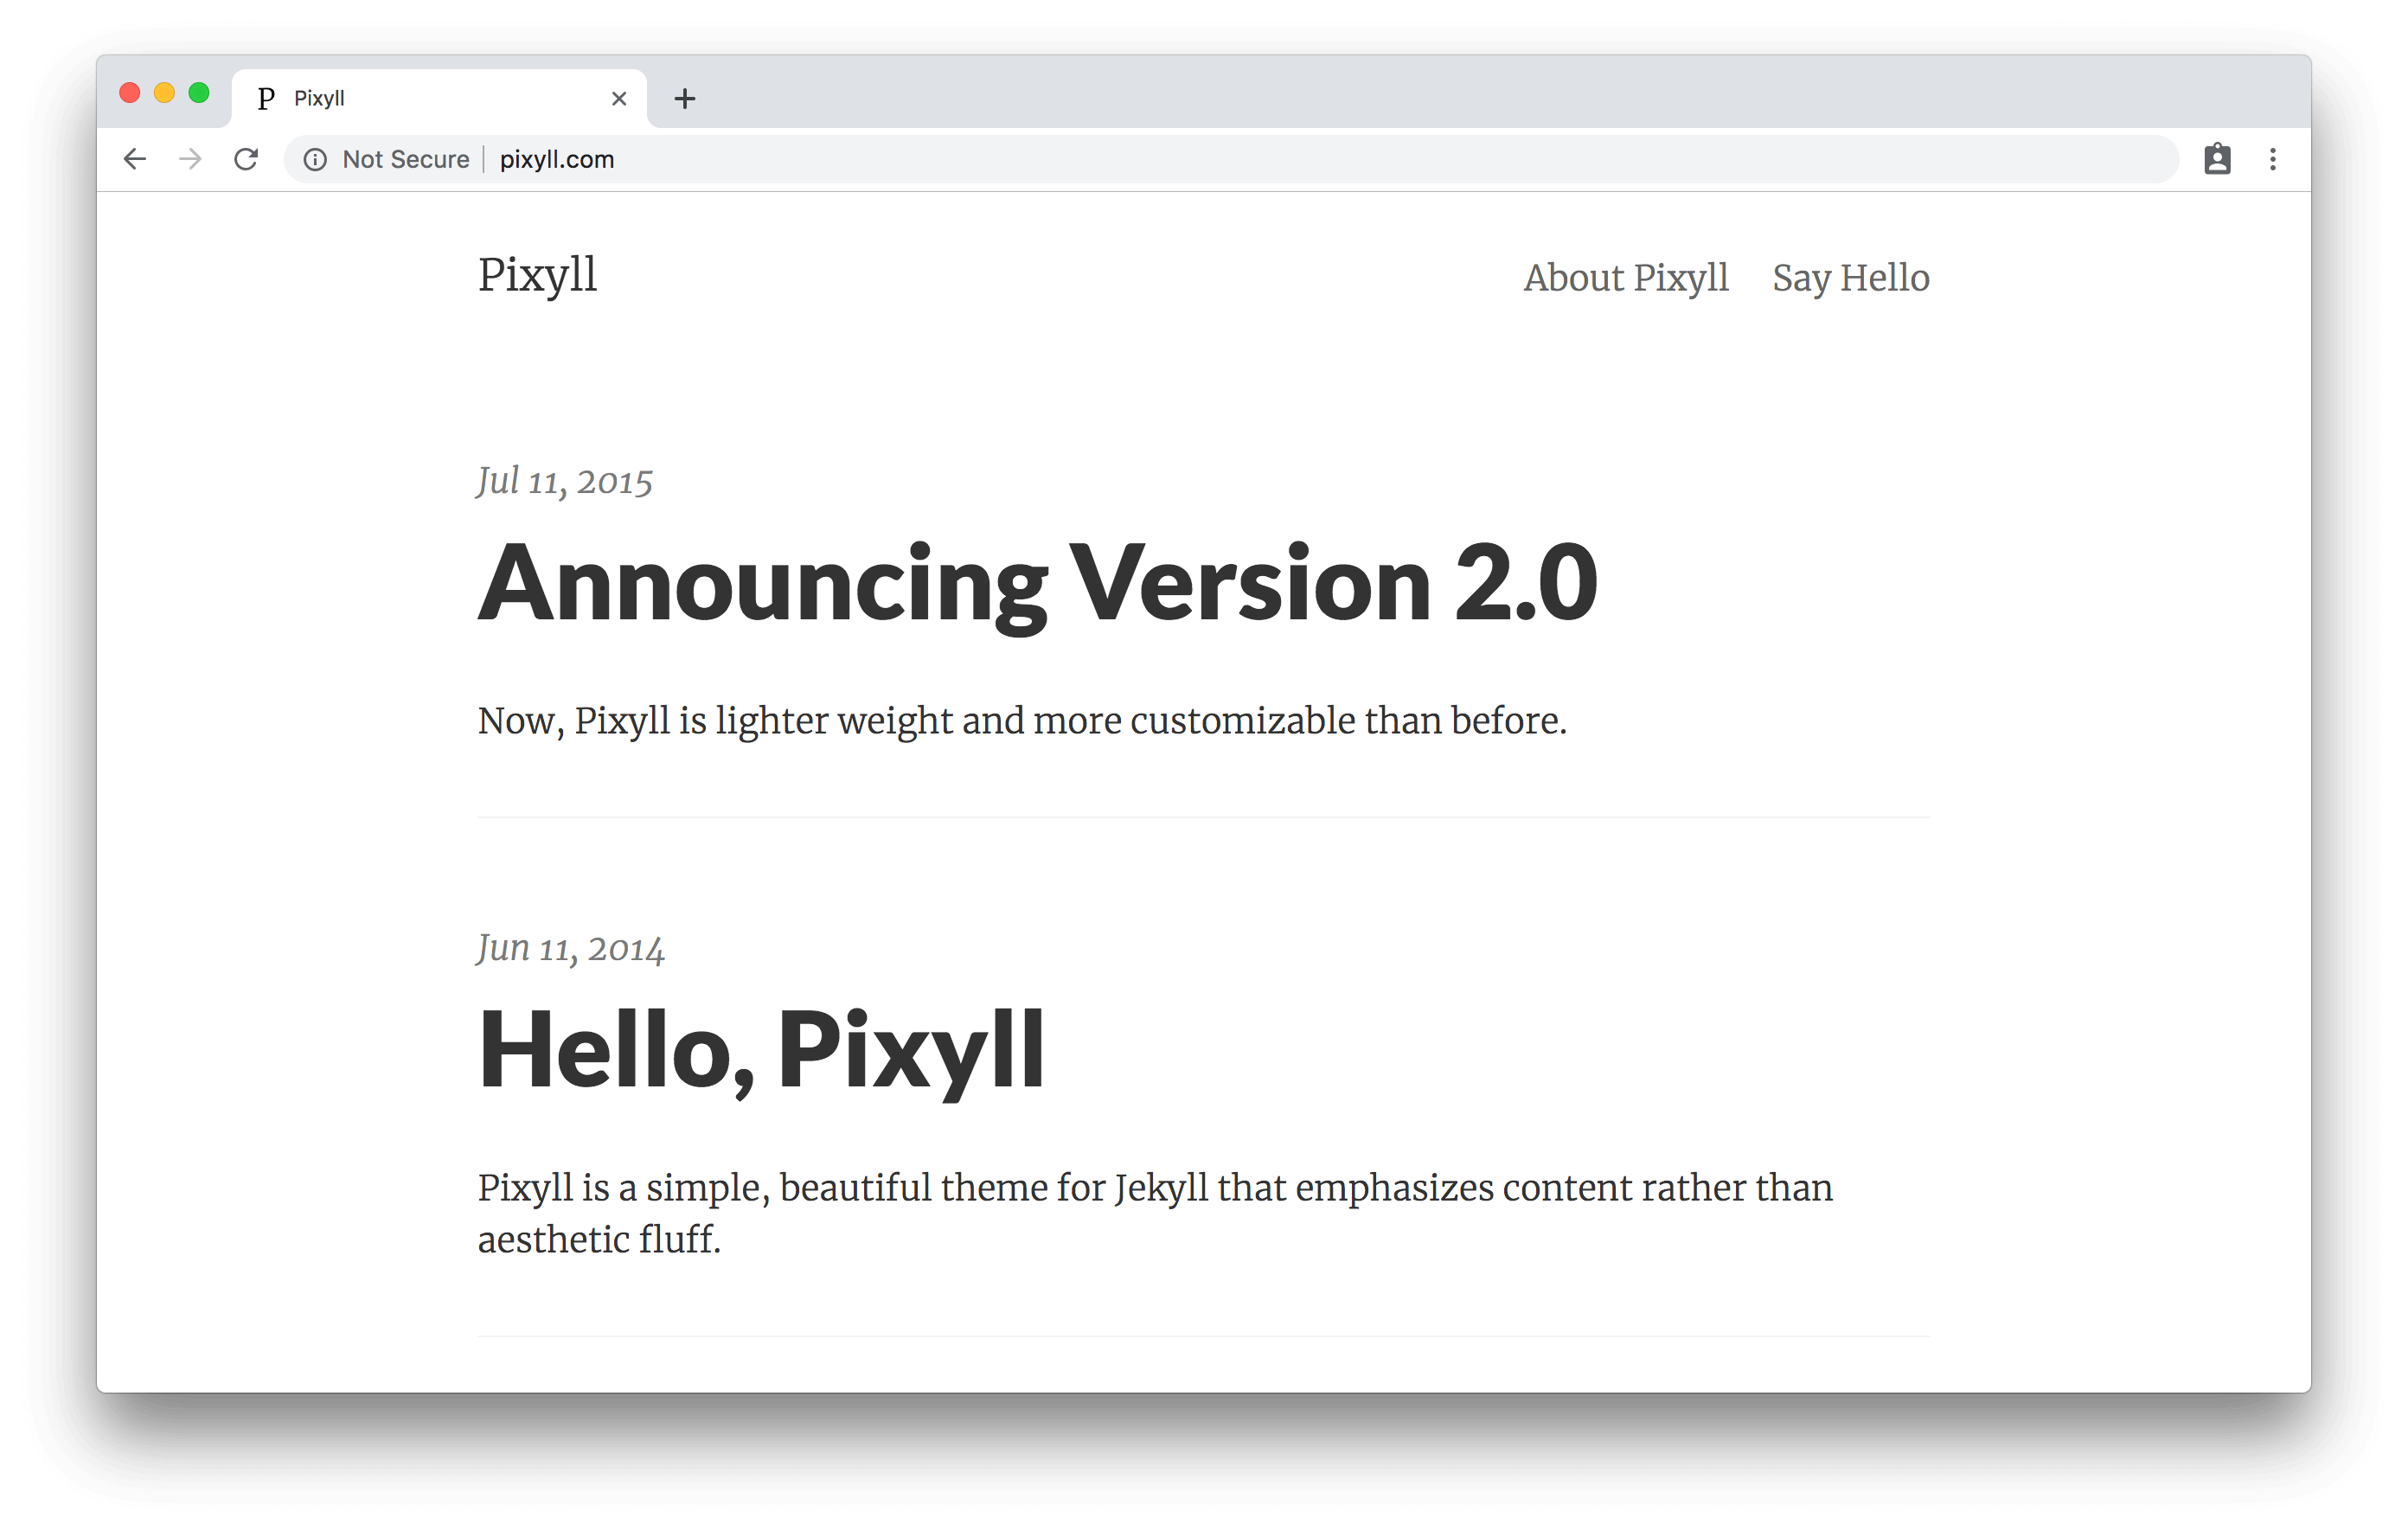 P Pixyll
Not Secure | pixyll.com
Pixyll About Pixyll Say Hello
Jul 11, 2015
Announcing Version 2.0
Now, Pixyll is lighter weight and more customizable than before.
Jun 11, 2014
Hello, Pixyll
Pixyll is a simple, beautiful theme for Jekyll that emphasizes content rather than
aesthetic fluff.